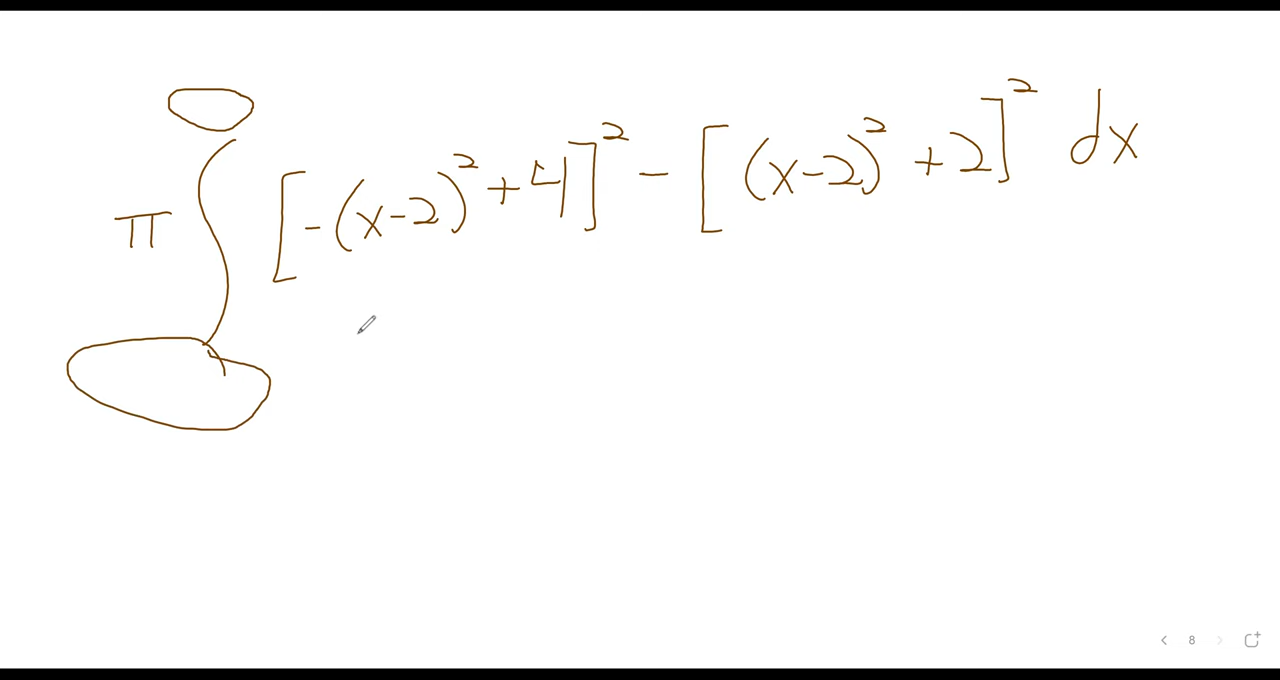 π ∫ [-(x-2)²+4]² - [(x-2)²+2]² dx
8